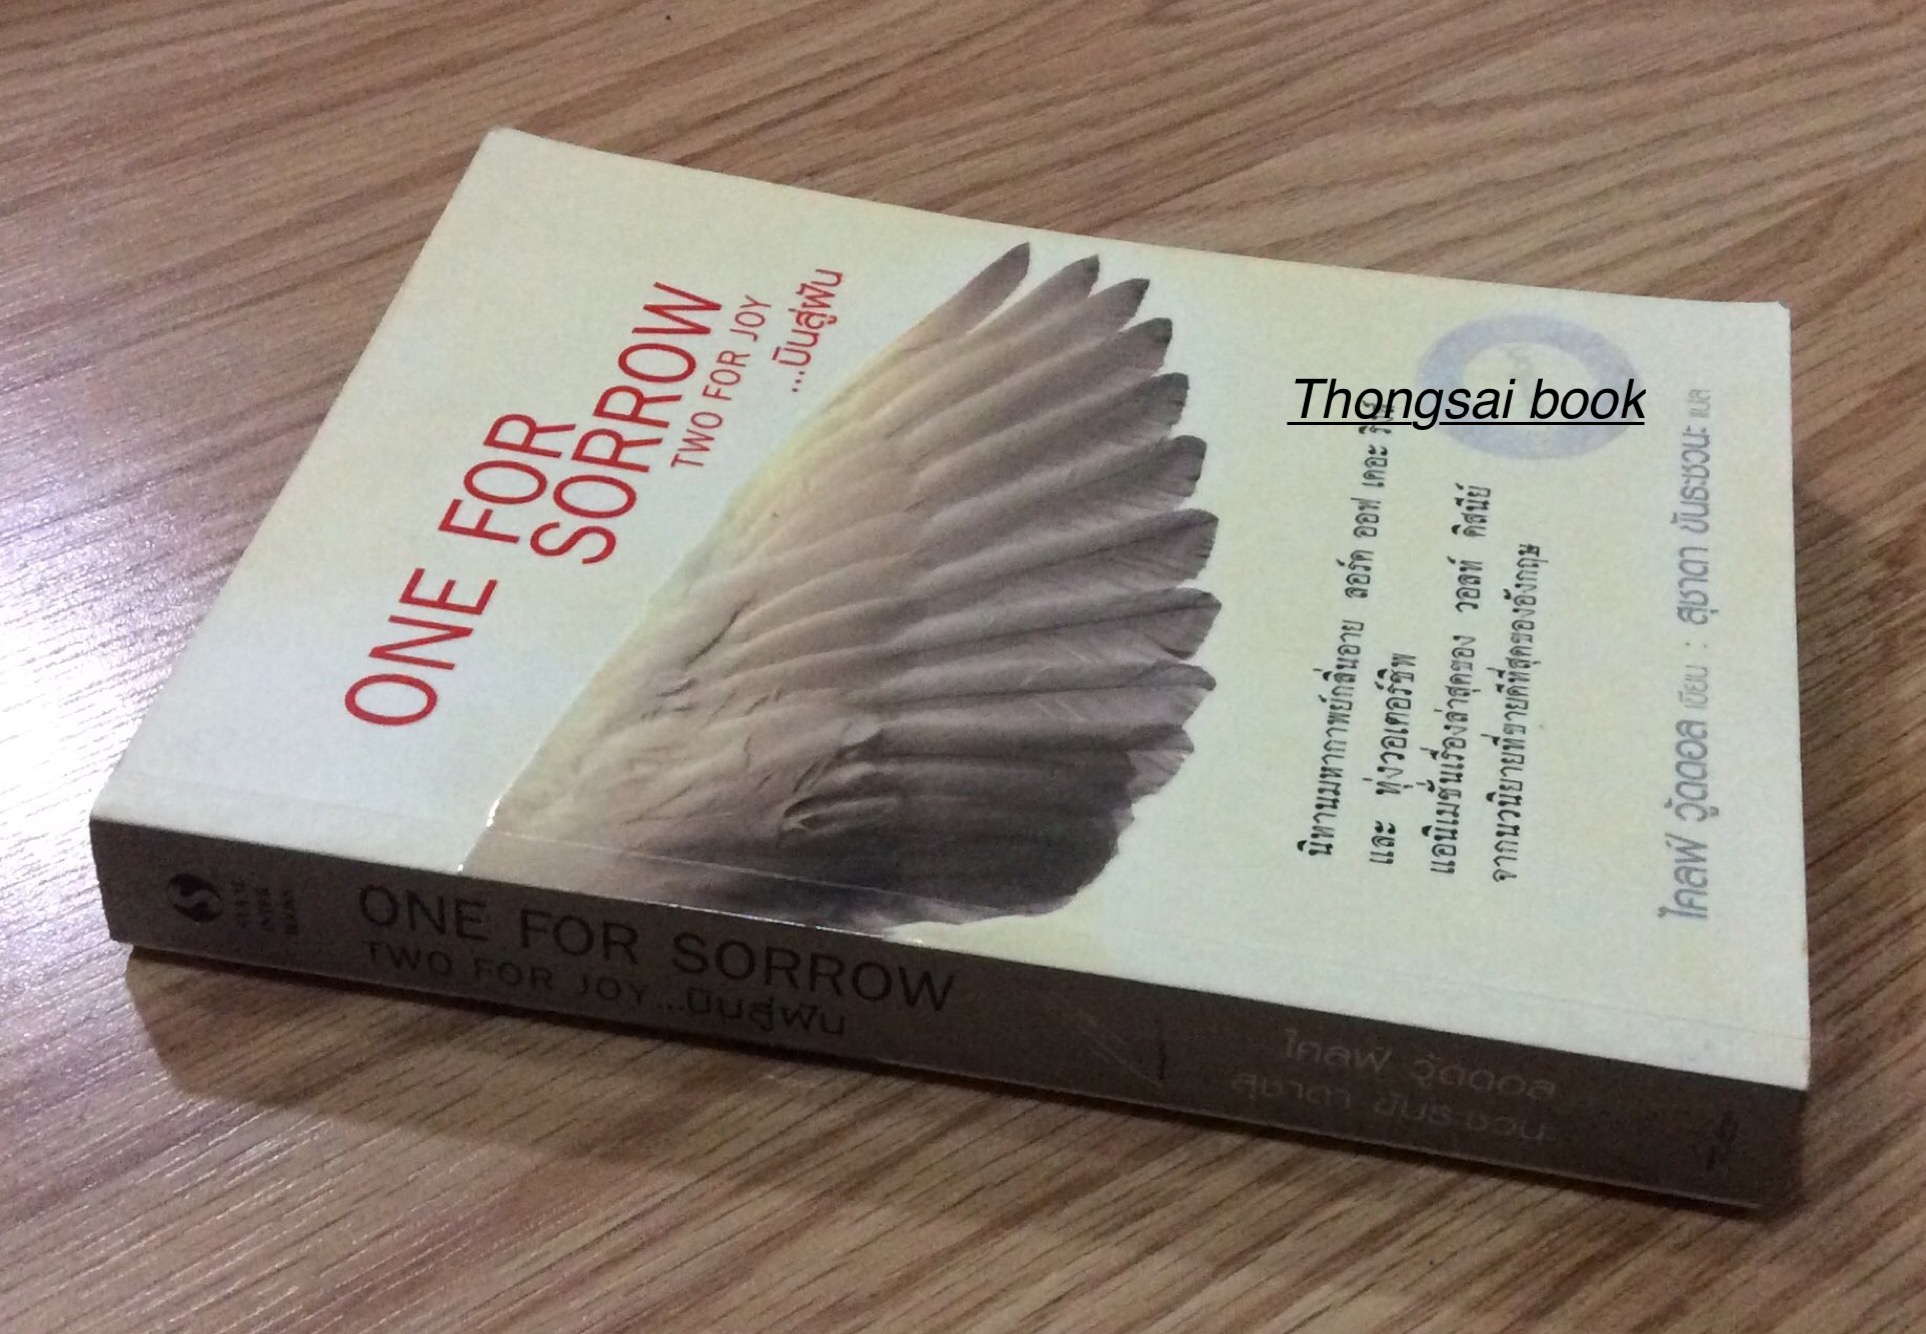 ONE FOR
SORROW
TWO FOR JOY
...บินสู่ฝัน
Thongsai book
นิทานมหากาพย์กลิ่นอาย ลอร์ด ออฟ เดอะ ริงส์
และ ทุ่งวอเตอร์ชิพ
แอนิเมชั่นเรื่องล่าสุดของ วอลท์ ดิสนีย์
จากนวนิยายที่ขายดีที่สุดของอังกฤษ
ไคลฟ์ วู้ดดอล เขียน : สุชาดา ขันธะชวนะ แปล
ONE FOR SORROW
TWO FOR JOY...บินสู่ฝัน
ไคลฟ์ วู้ดดอล
สุชาดา ขันธะชวนะ